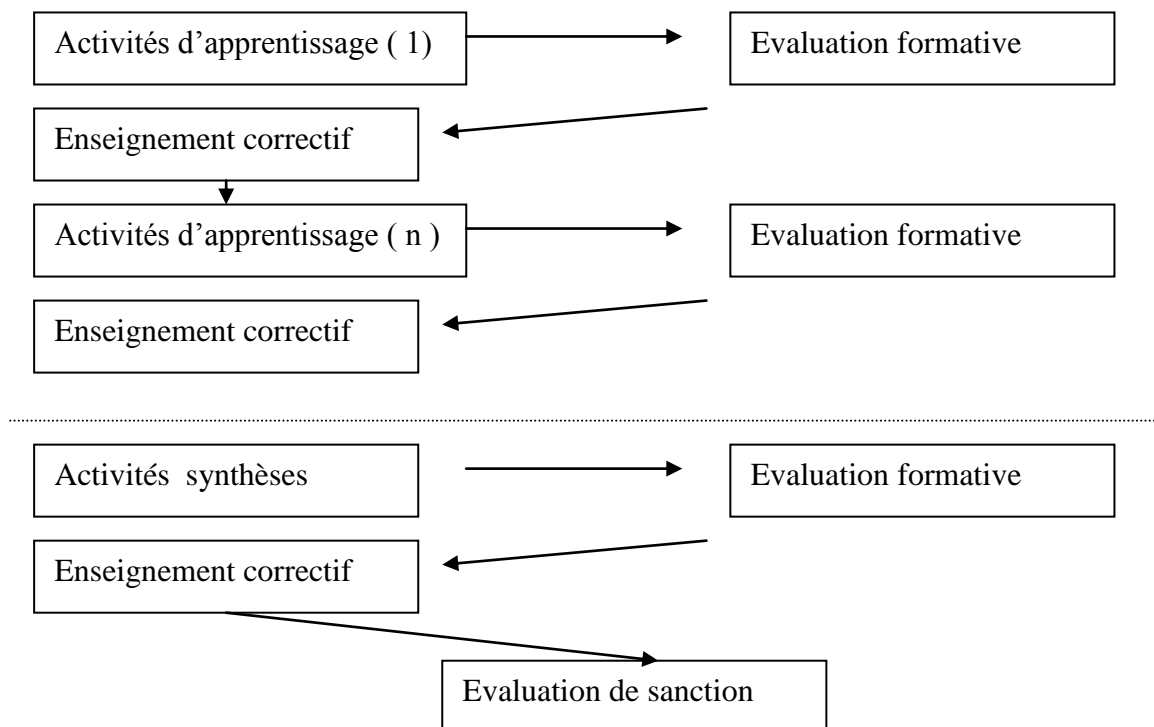 Activités d’apprentissage ( 1)
Evaluation formative
Enseignement correctif
Activités d’apprentissage ( n )
Evaluation formative
Enseignement correctif
Activités  synthèses
Evaluation formative
Enseignement correctif
Evaluation de sanction